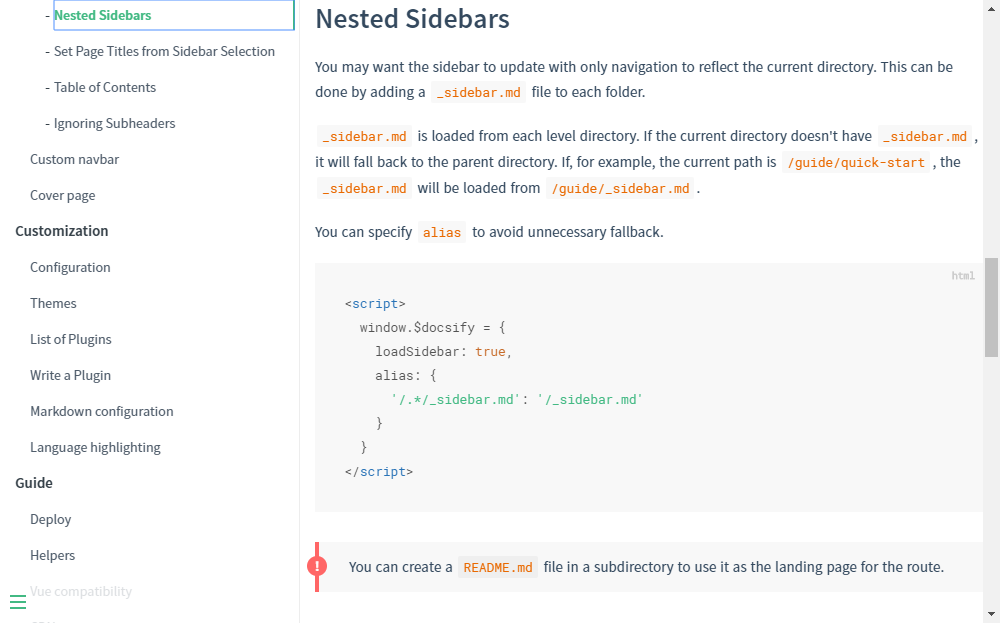 - Nested Sidebars
- Set Page Titles from Sidebar Selection
- Table of Contents
- Ignoring Subheaders
Custom navbar
Cover page
Customization
Configuration
Themes
List of Plugins
Write a Plugin
Markdown configuration
Language highlighting
Guide
Deploy
Helpers
Vue compatibility
Nested Sidebars
You may want the sidebar to update with only navigation to reflect the current directory. This can be
done by adding a _sidebar.md file to each folder.
_sidebar.md is loaded from each level directory. If the current directory doesn't have _sidebar.md ,
it will fall back to the parent directory. If, for example, the current path is /guide/quick-start , the
_sidebar.md will be loaded from /guide/_sidebar.md .
You can specify alias to avoid unnecessary fallback.
html
<script>
window.$docsify = {
loadSidebar: true,
alias: {
'/.*/_sidebar.md': '/_sidebar.md'
}
}
</script>
! You can create a README.md file in a subdirectory to use it as the landing page for the route.